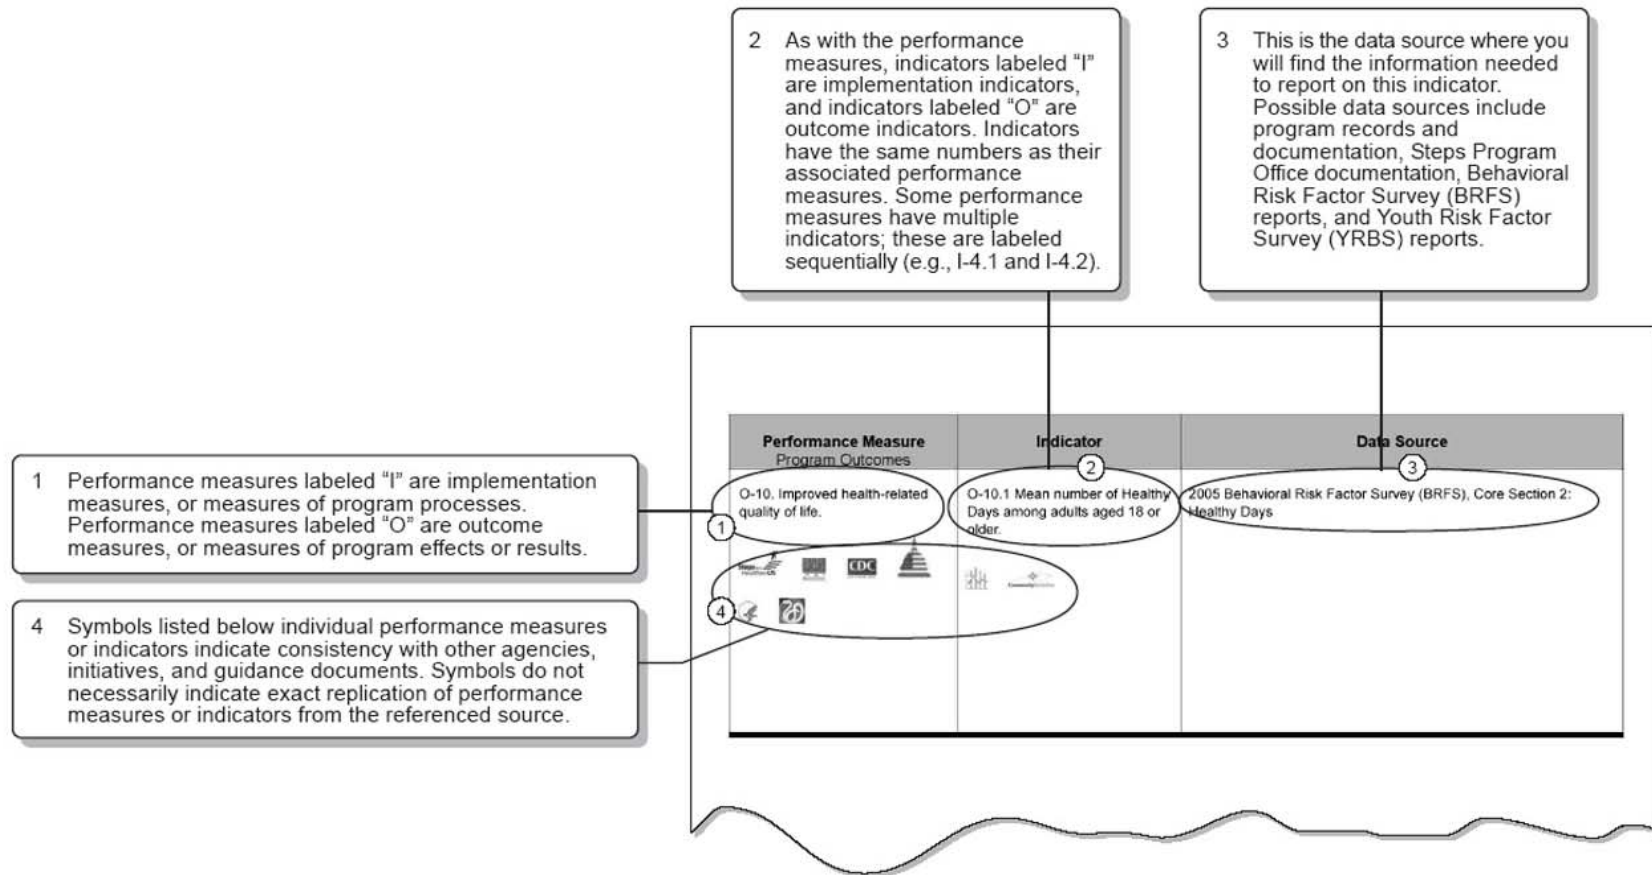 2 As with the performance
measures, indicators labeled “I”
are implementation indicators,
and indicators labeled “O” are
outcome indicators. Indicators
have the same numbers as their
associated performance
measures. Some performance
measures have multiple
indicators; these are labeled
sequentially (e.g., I-4.1 and I-4.2).
3 This is the data source where you
will find the information needed
to report on this indicator.
Possible data sources include
program records and
documentation, Steps Program
Office documentation, Behavioral
Risk Factor Survey (BRFS)
reports, and Youth Risk Factor
Survey (YRBS) reports.
1 Performance measures labeled “I” are implementation
measures, or measures of program processes.
Performance measures labeled “O” are outcome
measures, or measures of program effects or results.
4 Symbols listed below individual performance measures
or indicators indicate consistency with other agencies,
initiatives, and guidance documents. Symbols do not
necessarily indicate exact replication of performance
measures or indicators from the referenced source.
Performance Measure
Program Outcomes
Indicator
Data Source
2
3
O-10. Improved health-related
quality of life.
1
O-10.1 Mean number of Healthy
Days among adults aged 18 or
older.
2005 Behavioral Risk Factor Survey (BRFS), Core Section 2:
Healthy Days
CDC
4